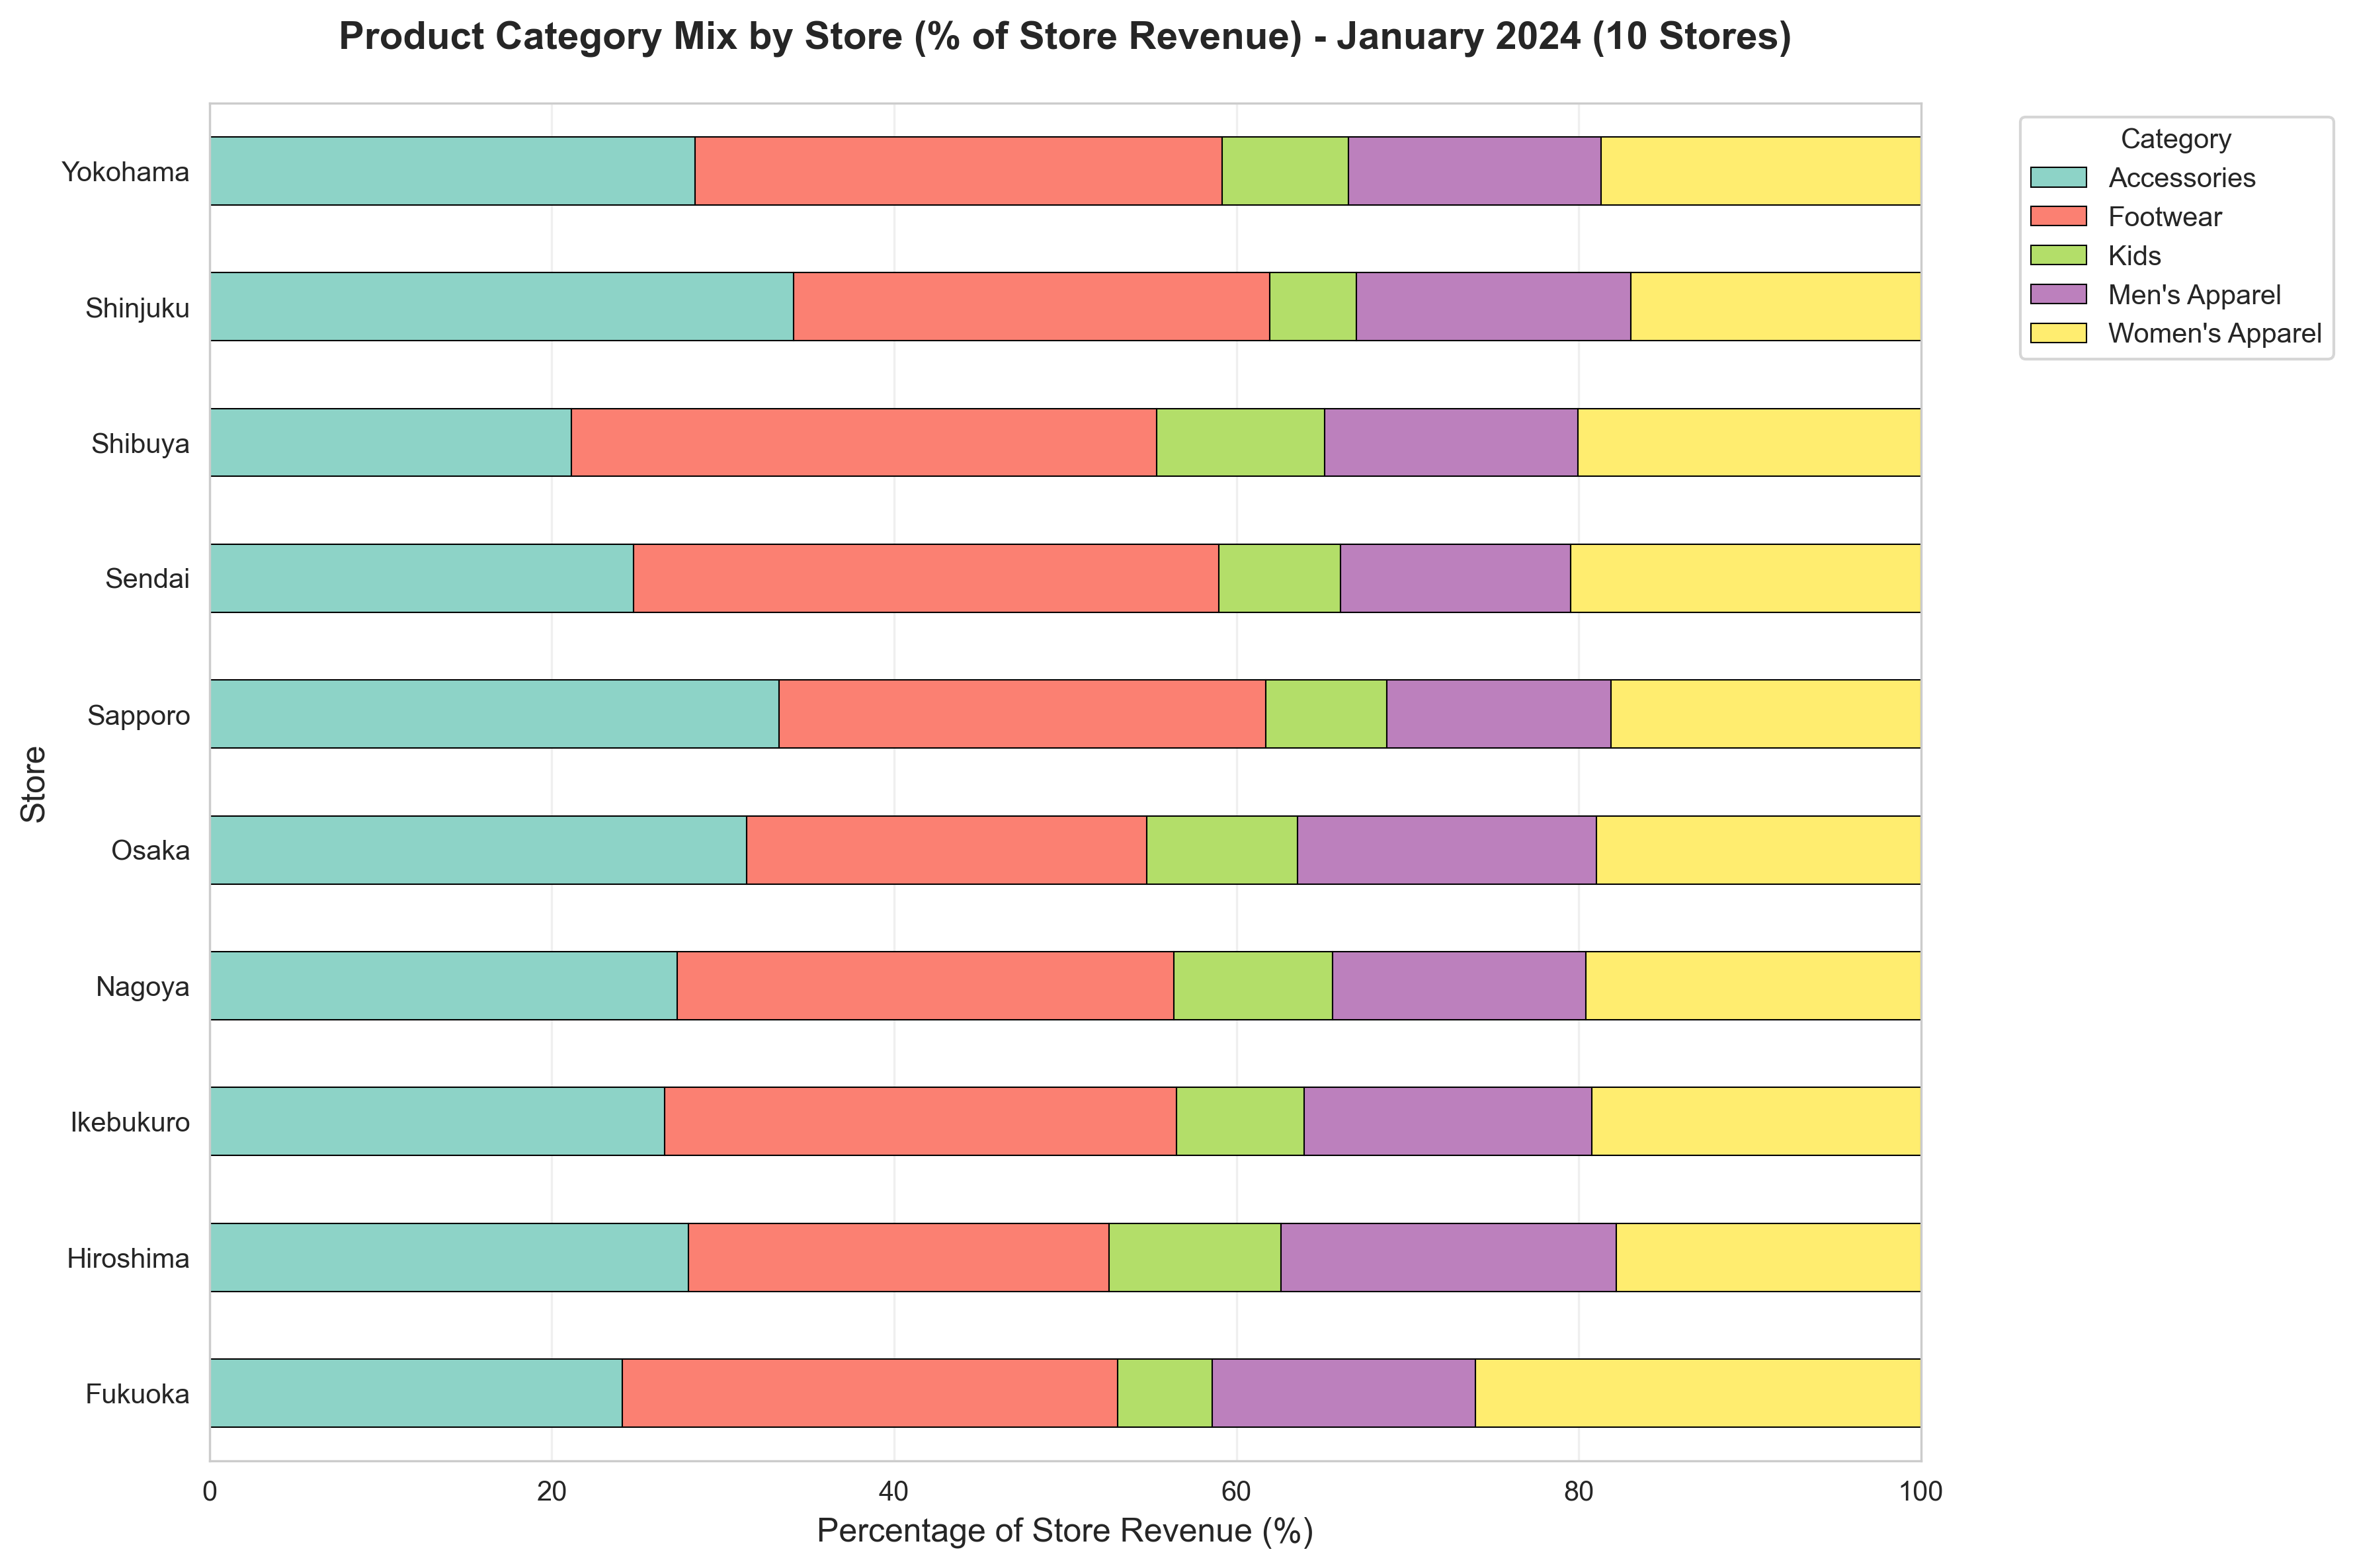 Product Category Mix by Store (% of Store Revenue) - January 2024 (10 Stores)
Category
Accessories
Footwear
Kids
Men's Apparel
Women's Apparel
Store
Yokohama
Shinjuku
Shibuya
Sendai
Sapporo
Osaka
Nagoya
Ikebukuro
Hiroshima
Fukuoka
0 20 40 60 80 100
Percentage of Store Revenue (%)